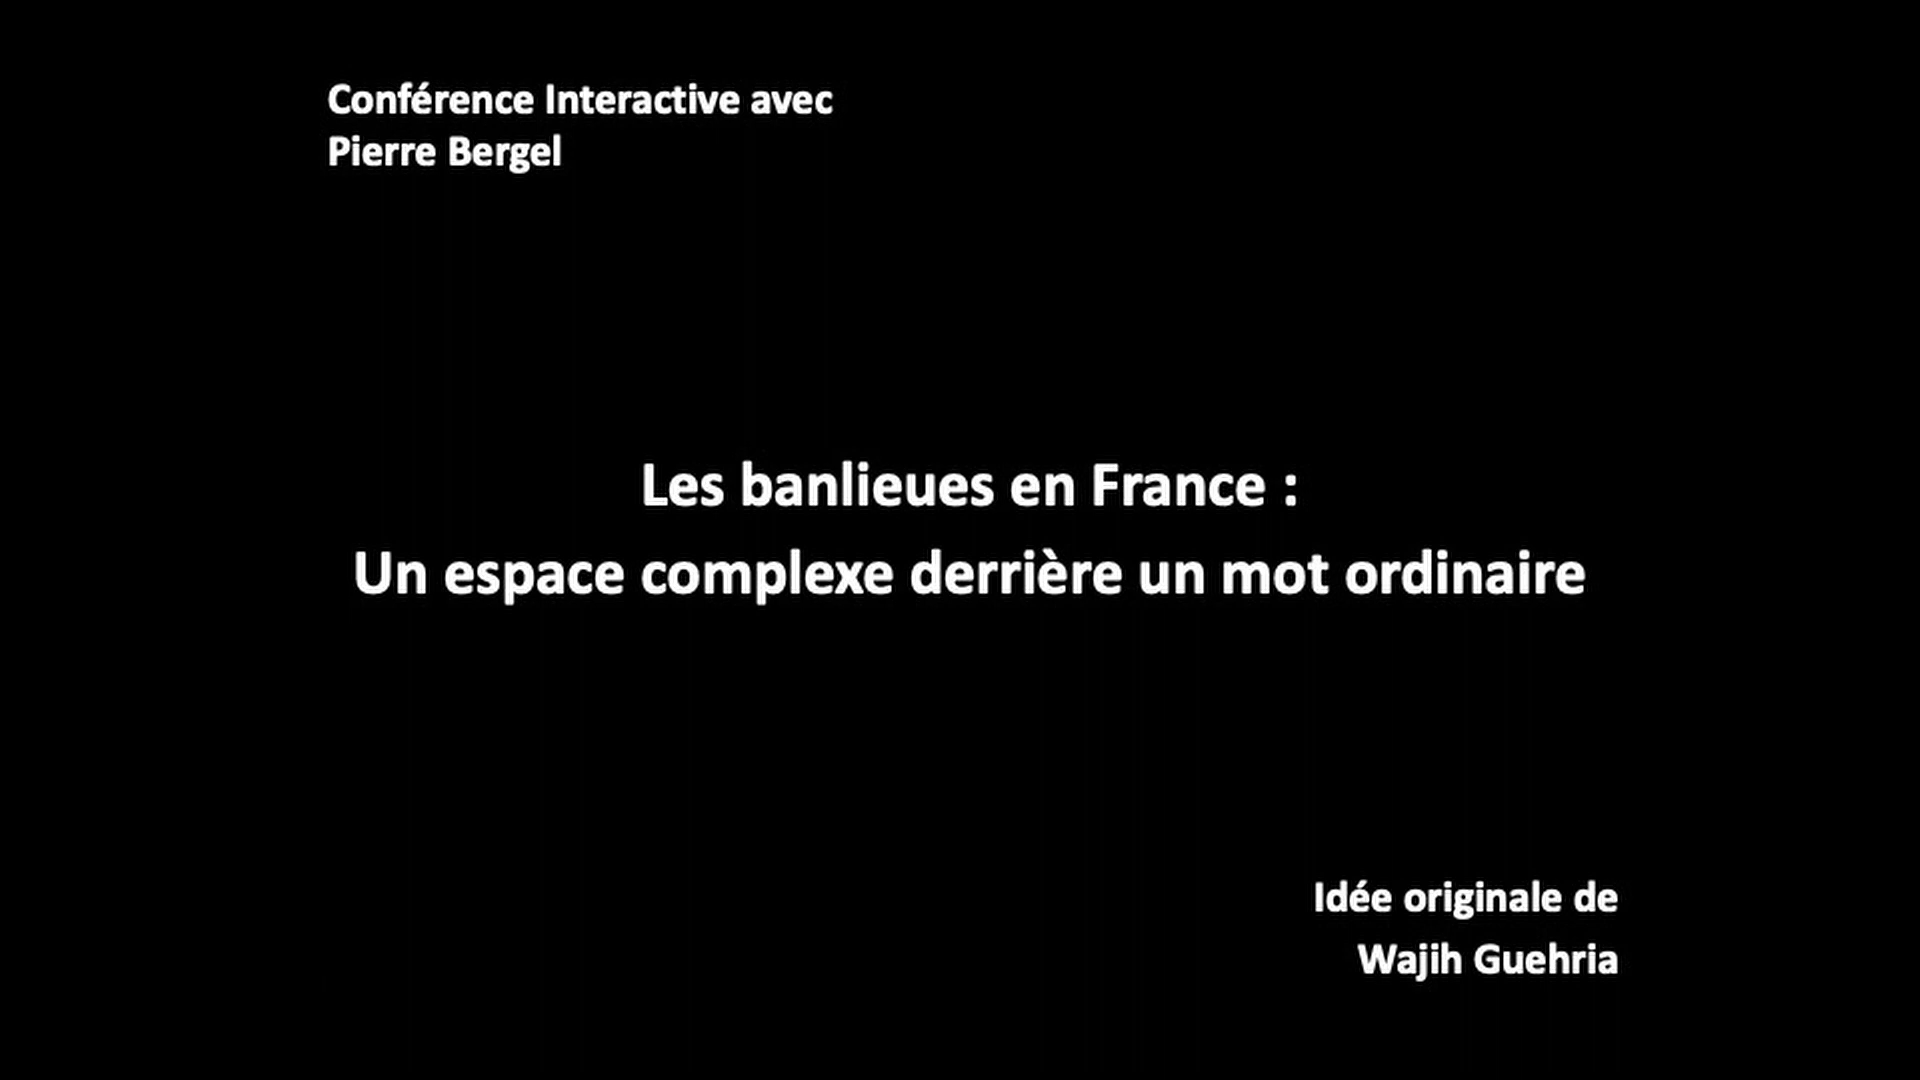 Conférence Interactive avec
Pierre Bergel
Les banlieues en France :
Un espace complexe derrière un mot ordinaire
Idée originale de
Wajih Guehria